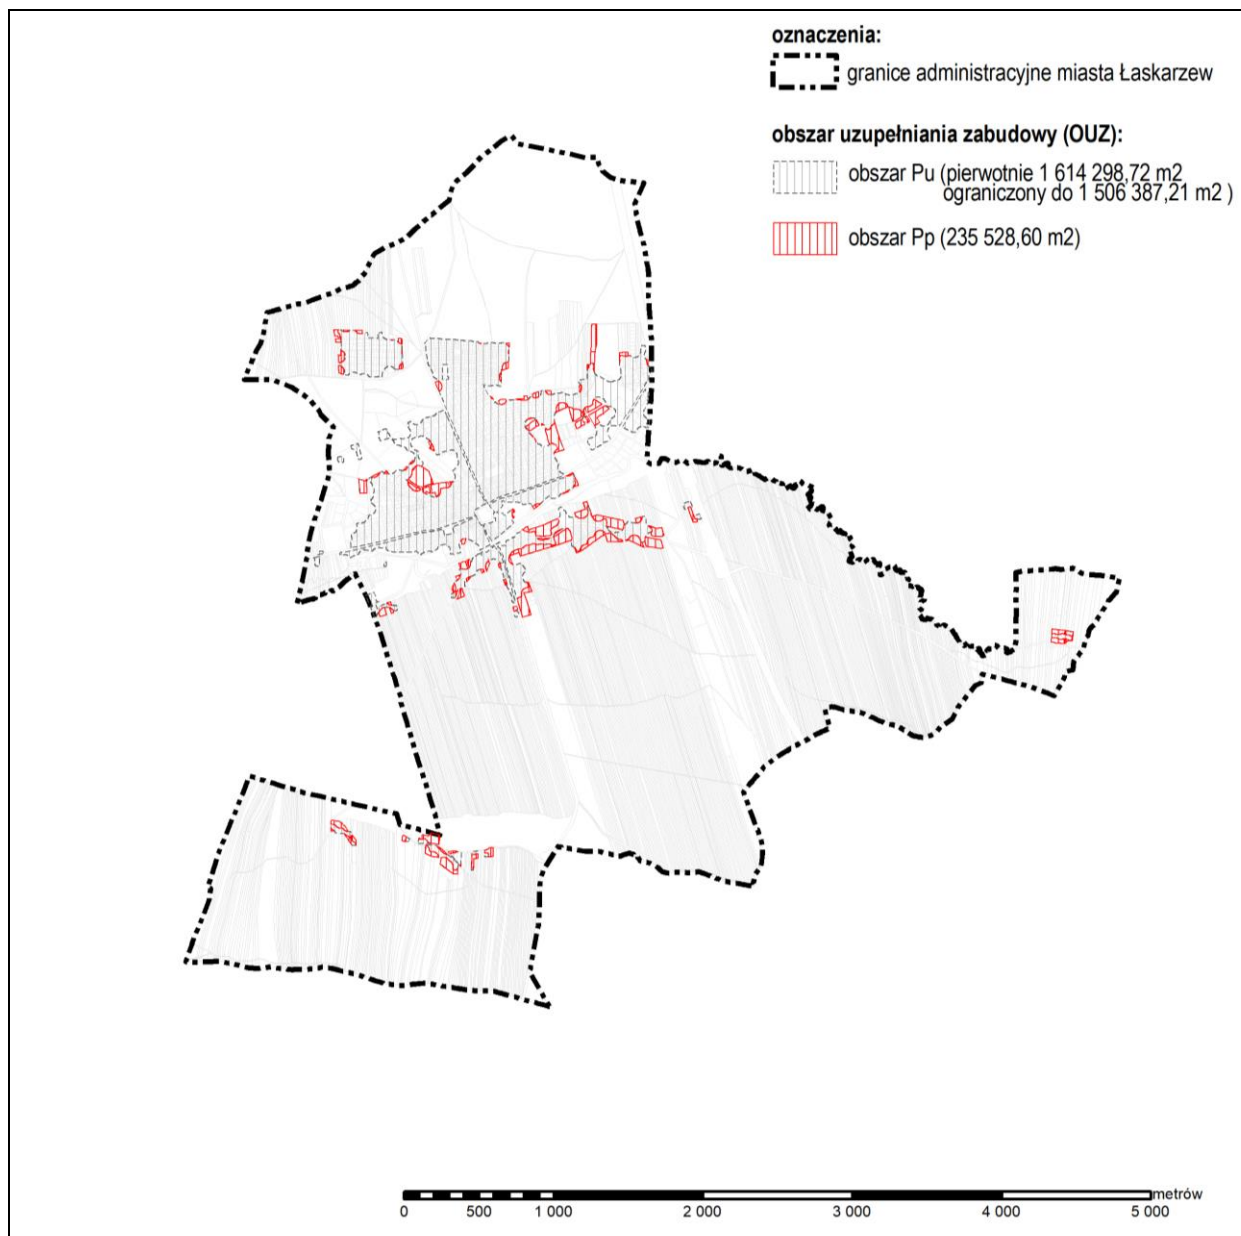 oznaczenia:
granice administracyjne miasta Łaskarzew
obszar uzupełniania zabudowy (OUZ):
obszar Pu (pierwotnie 1 614 298,72 m2
ograniczony do 1 506 387,21 m2 )
obszar Pp (235 528,60 m2)
metrów
0 500 1 000 2 000 3 000 4 000 5 000